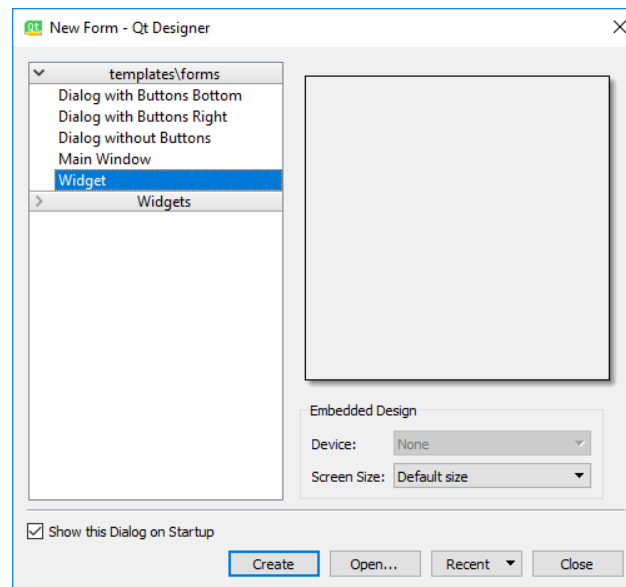 New Form - Qt Designer
templates\forms
Dialog with Buttons Bottom
Dialog with Buttons Right
Dialog without Buttons
Main Window
Widget
Widgets
Embedded Design
Device: None
Screen Size: Default size
Show this Dialog on Startup
Create Open... Recent Close